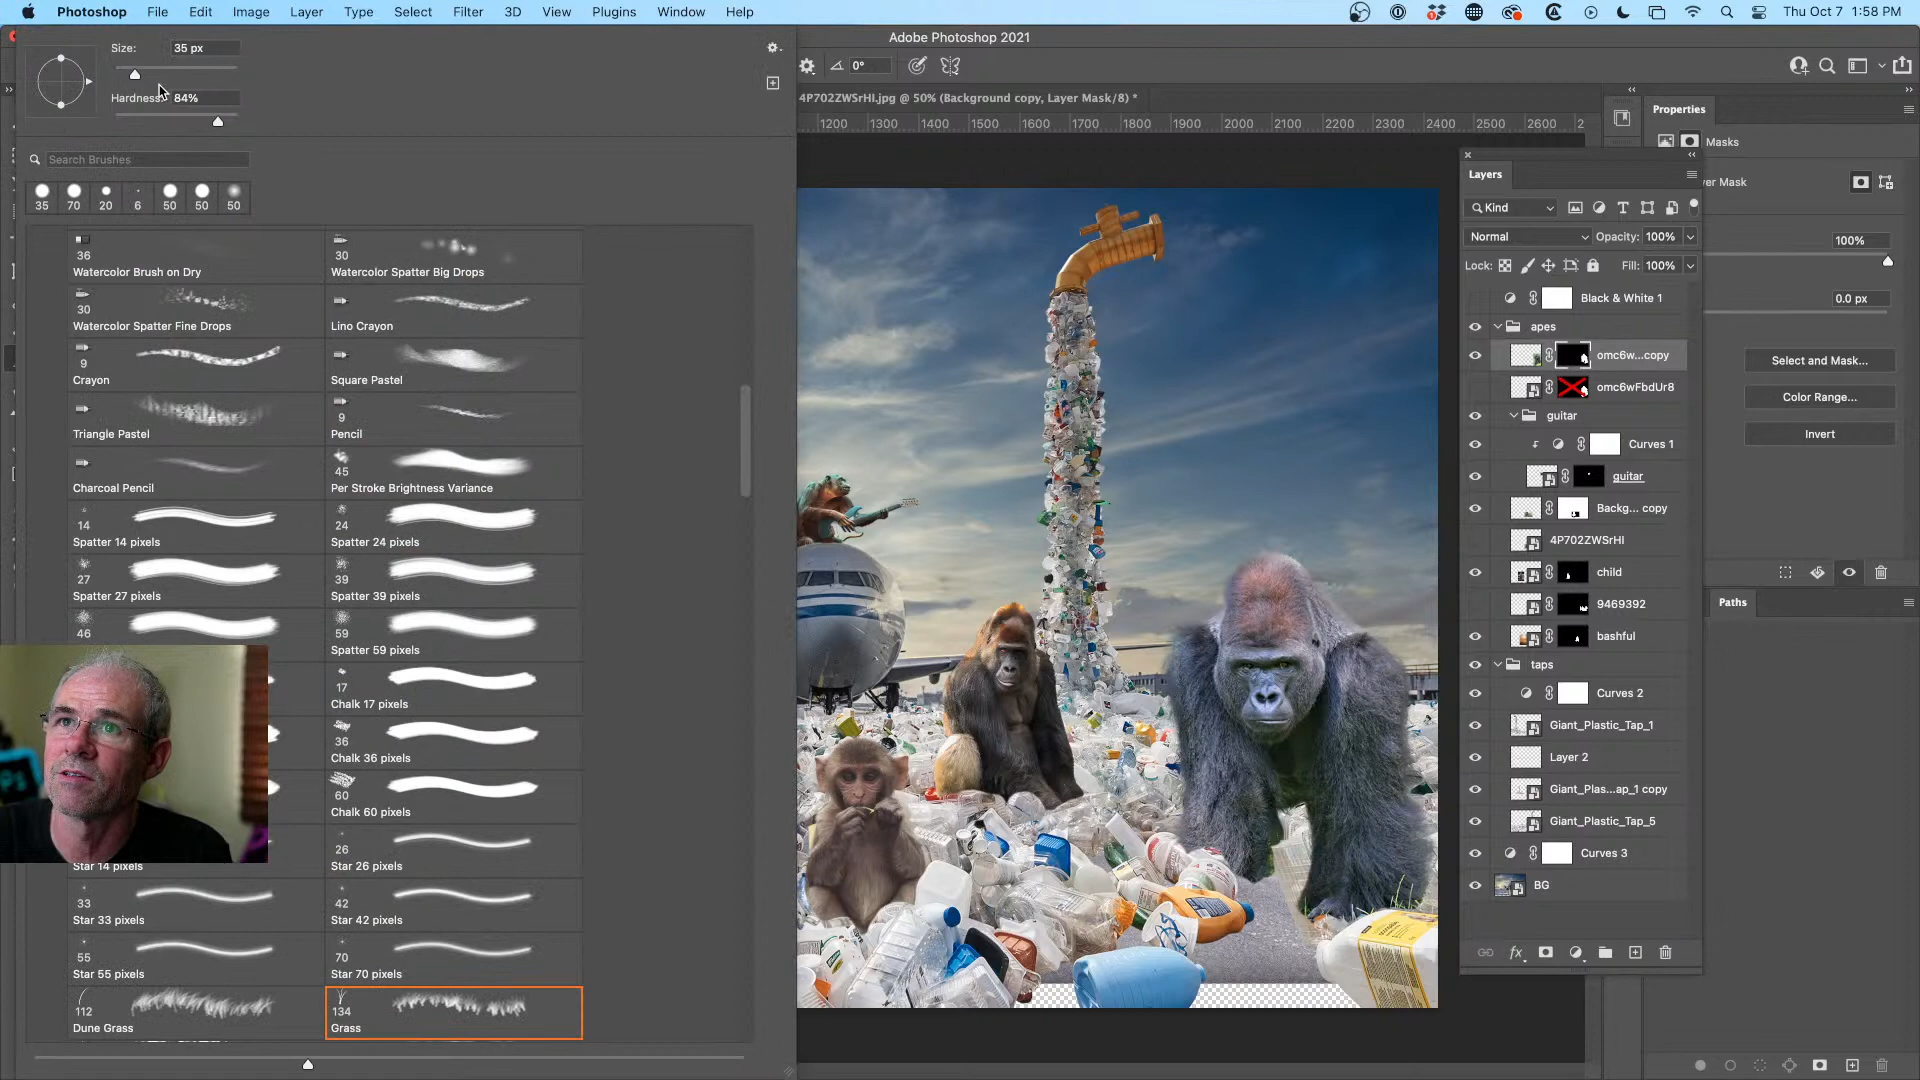 Photoshop File Edit Image Layer Type Select Filter 3D View Plugins Window Help Thu Oct 7 1:58 PM
Adobe Photoshop 2021
Size: 35 px
Hardness: 84%
0°
4P702ZWSrHI.jpg @ 50% (Background copy, Layer Mask/8) *
1200 1300 1400 1500 1600 1700 1800 1900 2000 2100 2200 2300 2400 2500 2600 2
Search Brushes
35 70 20 6 50 50 50
36 Watercolor Brush on Dry
30 Watercolor Spatter Big Drops
30 Watercolor Spatter Fine Drops
Lino Crayon
9 Crayon
Square Pastel
Triangle Pastel
9 Pencil
Charcoal Pencil
45 Per Stroke Brightness Variance
14 Spatter 14 pixels
24 Spatter 24 pixels
27 Spatter 27 pixels
39 Spatter 39 pixels
46
59 Spatter 59 pixels
17 Chalk 17 pixels
36 Chalk 36 pixels
60 Chalk 60 pixels
Star 14 pixels
26 Star 26 pixels
33 Star 33 pixels
42 Star 42 pixels
55 Star 55 pixels
70 Star 70 pixels
112 Dune Grass
134 Grass
Layers
Kind
Normal Opacity: 100%
Lock: Fill: 100%
Black & White 1
apes
omc6w...copy
omc6wFbdUr8
guitar
Curves 1
guitar
Backg... copy
4P702ZWSrHI
child
9469392
bashful
taps
Curves 2
Giant_Plastic_Tap_1
Layer 2
Giant_Plas...ap_1 copy
Giant_Plastic_Tap_5
Curves 3
BG
fx
Properties
Masks
yer Mask
100%
0.0 px
Select and Mask...
Color Range...
Invert
Paths